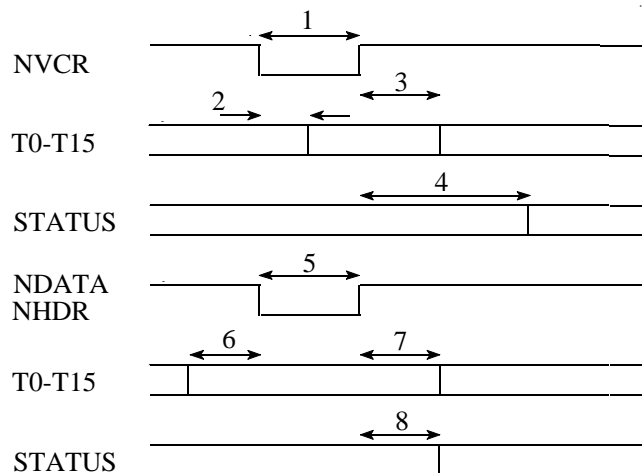 1
NVCR
3
2
T0-T15
4
STATUS
5
NDATA
NHDR
6 7
T0-T15
8
STATUS